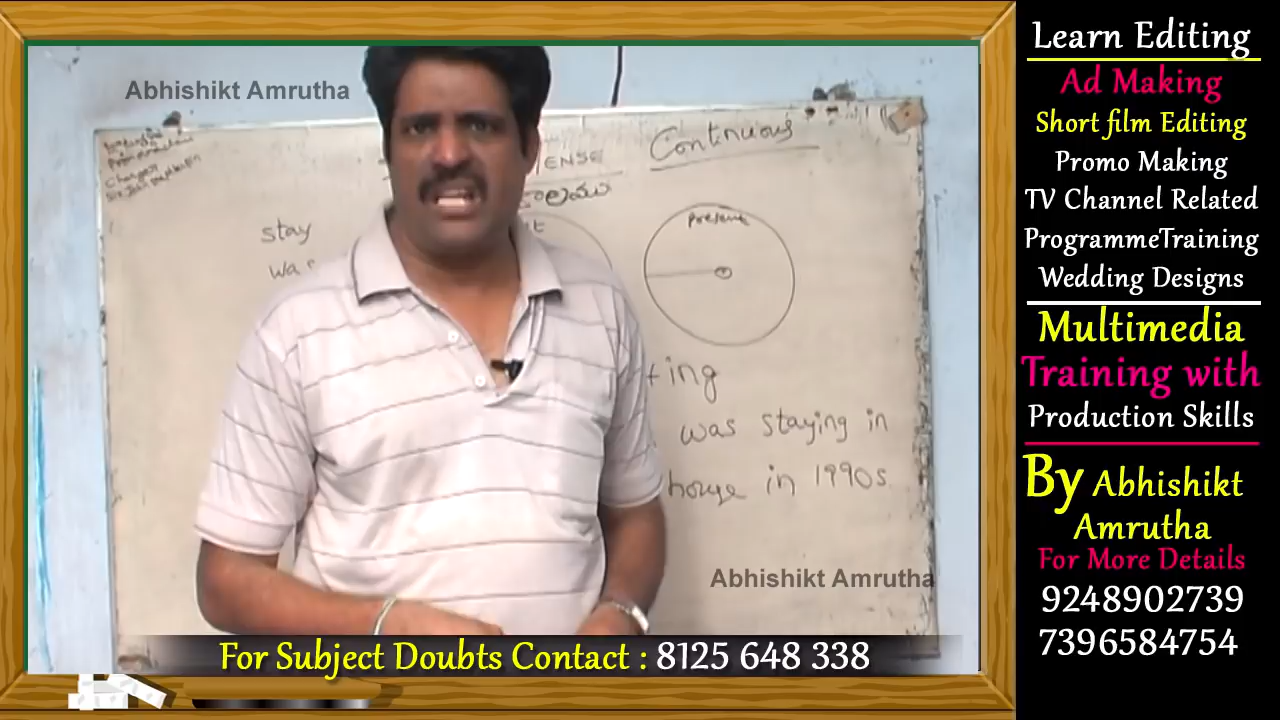 Abhishikt Amrutha
Continuous
TENSE
stay
present
was
+ing
was staying in
house in 1990s
Abhishikt Amrutha
For Subject Doubts Contact : 8125 648 338
Learn Editing
Ad Making
Short film Editing
Promo Making
TV Channel Related
ProgrammeTraining
Wedding Designs
Multimedia
Training with
Production Skills
By Abhishikt
Amrutha
For More Details
9248902739
7396584754